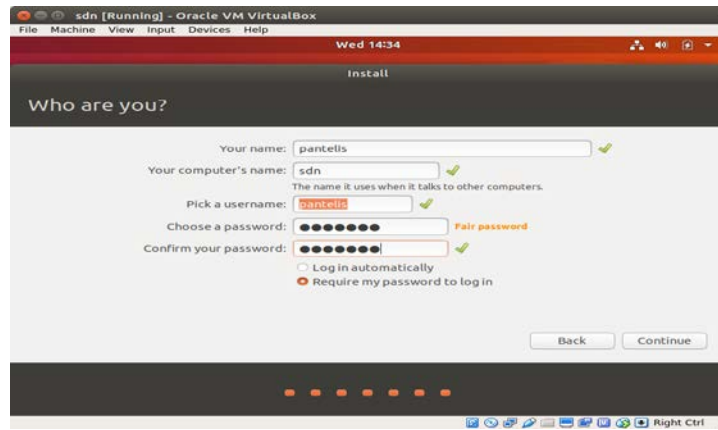 sdn [Running] - Oracle VM VirtualBox
File Machine View Input Devices Help
Wed 14:34
Install
Who are you?
Your name: pantelis
Your computer's name: sdn
The name it uses when it talks to other computers.
Pick a username: pantelis
Choose a password: ●●●●●●● Fair password
Confirm your password: ●●●●●●●
Log in automatically
Require my password to log in
Back Continue
Right Ctrl